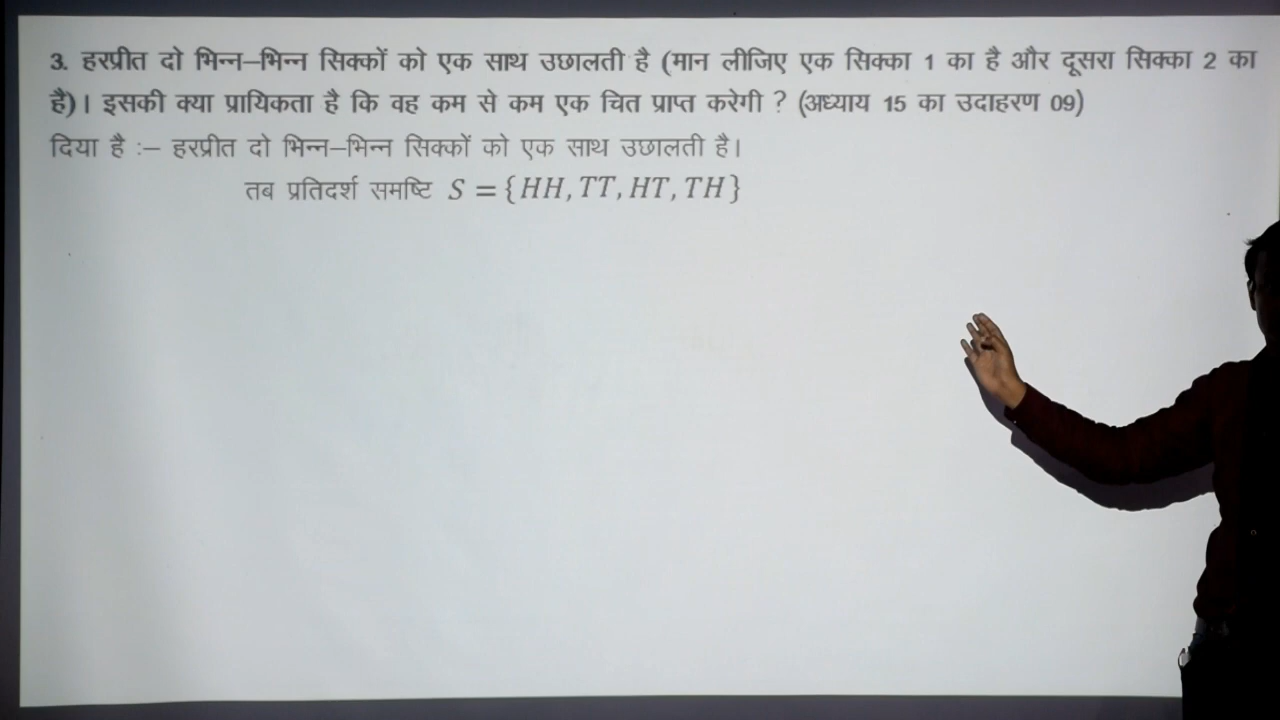 3. हरप्रीत दो भिन्न–भिन्न सिक्कों को एक साथ उछालती है (मान लीजिए एक सिक्का 1 का है और दूसरा सिक्का 2 का
है)। इसकी क्या प्रायिकता है कि वह कम से कम एक चित प्राप्त करेगी ? (अध्याय 15 का उदाहरण 09)
दिया है :– हरप्रीत दो भिन्न–भिन्न सिक्कों को एक साथ उछालती है।
तब प्रतिदर्श समष्टि S = {HH, TT, HT, TH}